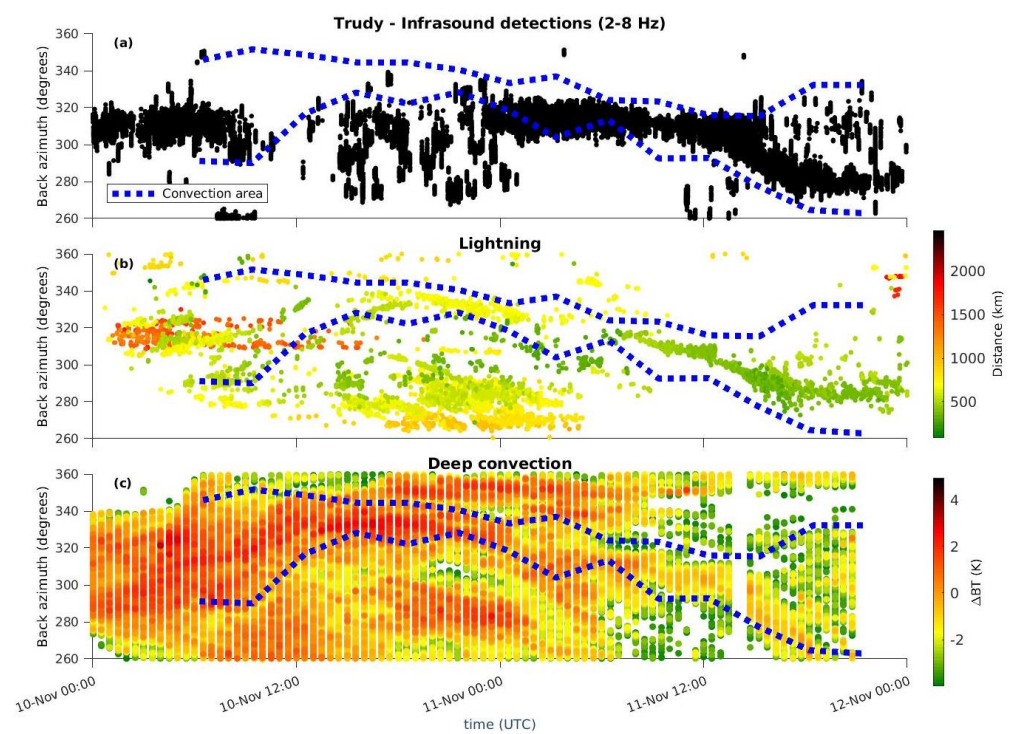 Trudy - Infrasound detections (2-8 Hz)
(a)
Back azimuth (degrees)
360
340
320
300
280
260
Convection area
Lightning
(b)
Back azimuth (degrees)
360
340
320
300
280
260
2000
1500
1000
500
Distance (km)
Deep convection
(c)
Back azimuth (degrees)
360
340
320
300
280
260
4
2
0
-2
ΔBT (K)
10-Nov 00:00
10-Nov 12:00
11-Nov 00:00
11-Nov 12:00
12-Nov 00:00
time (UTC)